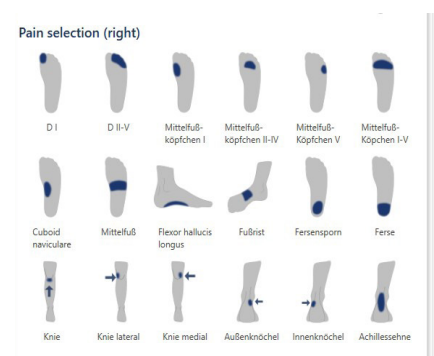 Pain selection (right)
D I
D II-V
Mittelfuß-
köpfchen I
Mittelfuß-
köpfchen II-IV
Mittelfuß-
Köpfchen V
Mittelfuß-
Köpchen I-V
Cuboid
naviculare
Mittelfuß
Flexor hallucis
longus
Fußrist
Fersensporn
Ferse
Knie
Knie lateral
Knie medial
Außenknöchel
Innenknöchel
Achillessehne